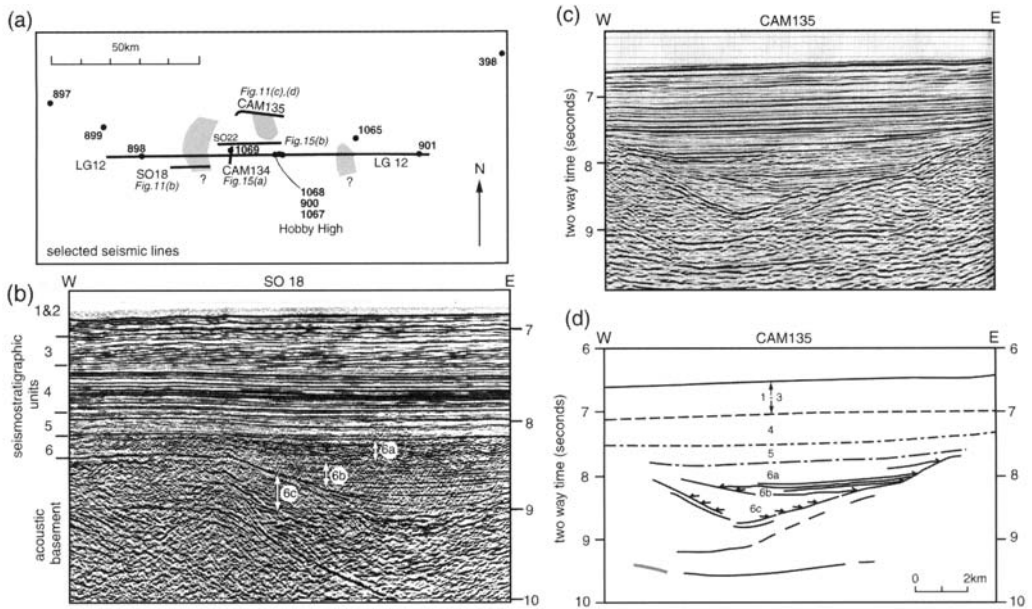 (a)
50km
398
897
Fig.11(c),(d)
CAM135
899
SO22
Fig.15(b)
1065
1069
901
898
LG12
LG 12
SO18
CAM134
Fig.11(b)
?
Fig.15(a)
?
N
1068
900
1067
Hobby High
selected seismic lines
(b)
W
SO 18
E
seismostratigraphic
units
acoustic
basement
1&2
3
4
5
6
6a
6b
6c
7
8
9
10
(c)
W
CAM135
E
two way time (seconds)
7
8
9
(d)
W
CAM135
E
two way time (seconds)
6
7
8
9
10
6
7
8
9
10
1 - 3
4
5
6a
6b
6c
0 2km